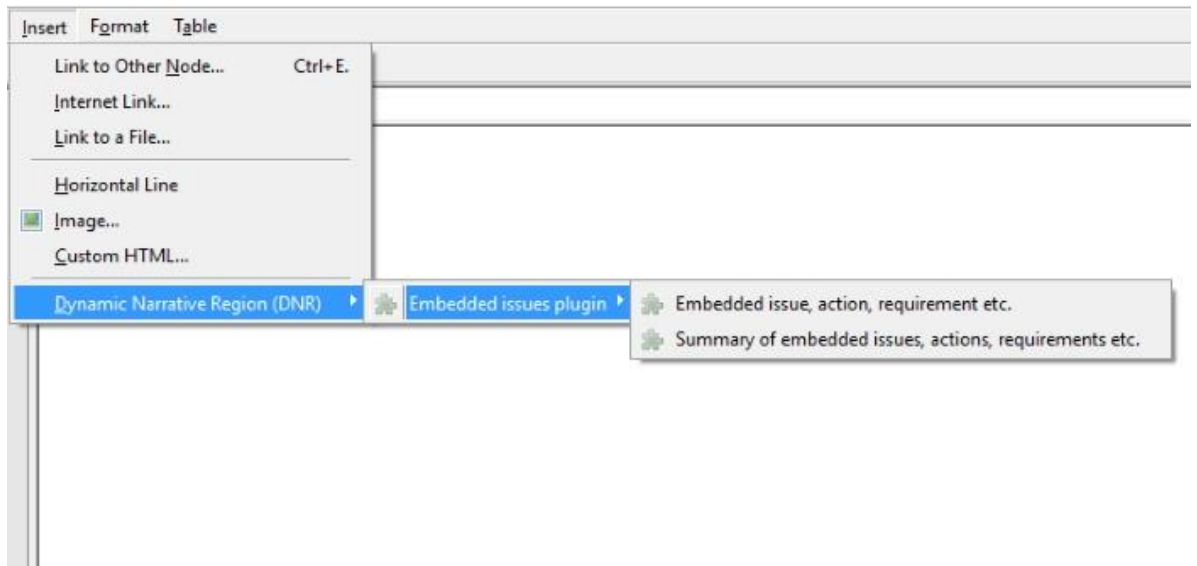 Insert Format Table
Link to Other Node... Ctrl+E.
Internet Link...
Link to a File...
Horizontal Line
Image...
Custom HTML...
Dynamic Narrative Region (DNR) Embedded issues plugin Embedded issue, action, requirement etc.
Summary of embedded issues, actions, requirements etc.